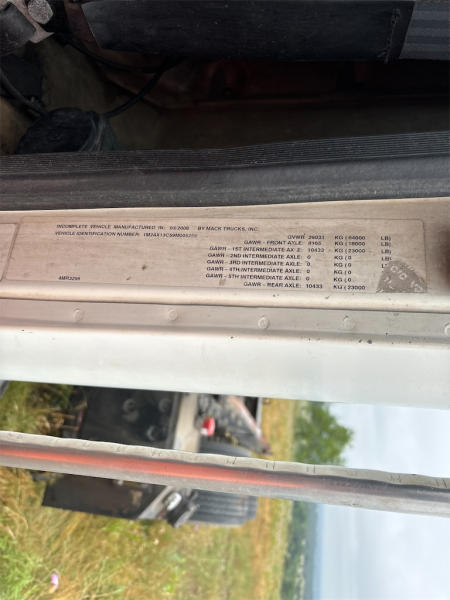 INCOMPLETE VEHICLE MANUFACTURED IN: 03/2008 BY MACK TRUCKS, INC.
VEHICLE IDENTIFICATION NUMBER:
GVWR: 29031 KG ( 64000 LB)
GAWR - FRONT AXLE: 8165 KG ( 18000 LB)
GAWR - 1ST INTERMEDIATE AXLE: 10433 KG ( 23000 LB)
GAWR - 2ND INTERMEDIATE AXLE: 0 KG ( 0 LB)
GAWR - 3RD INTERMEDIATE AXLE: 0 KG ( 0
GAWR - 4TH INTERMEDIATE AXLE: 0 KG ( 0
GAWR - 5TH INTERMEDIATE AXLE: 0 KG ( 0
GAWR - REAR AXLE: 10433 KG ( 23000
4MR3299